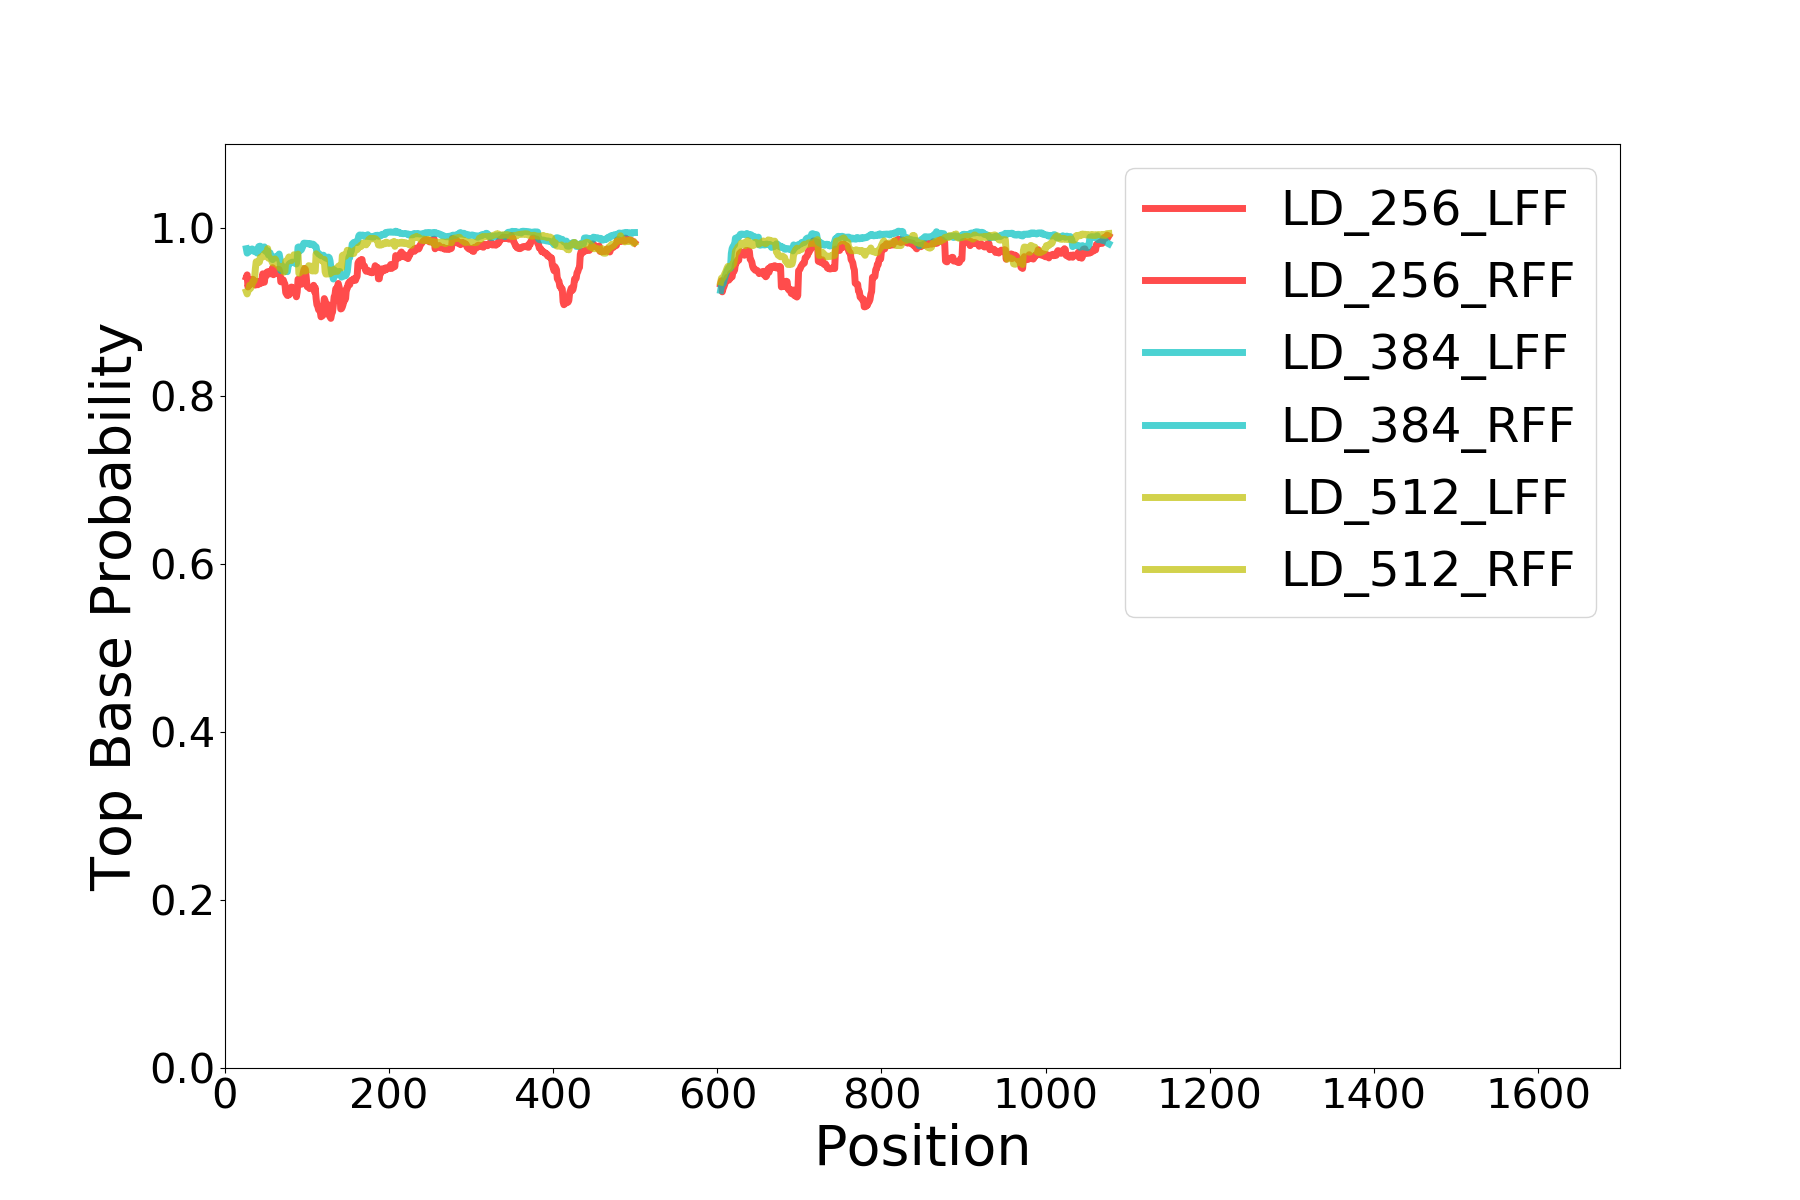 1.0
0.8
0.6
0.4
0.2
0.0
Top Base Probability
0 200 400 600 800 1000 1200 1400 1600
Position
LD_256_LFF
LD_256_RFF
LD_384_LFF
LD_384_RFF
LD_512_LFF
LD_512_RFF